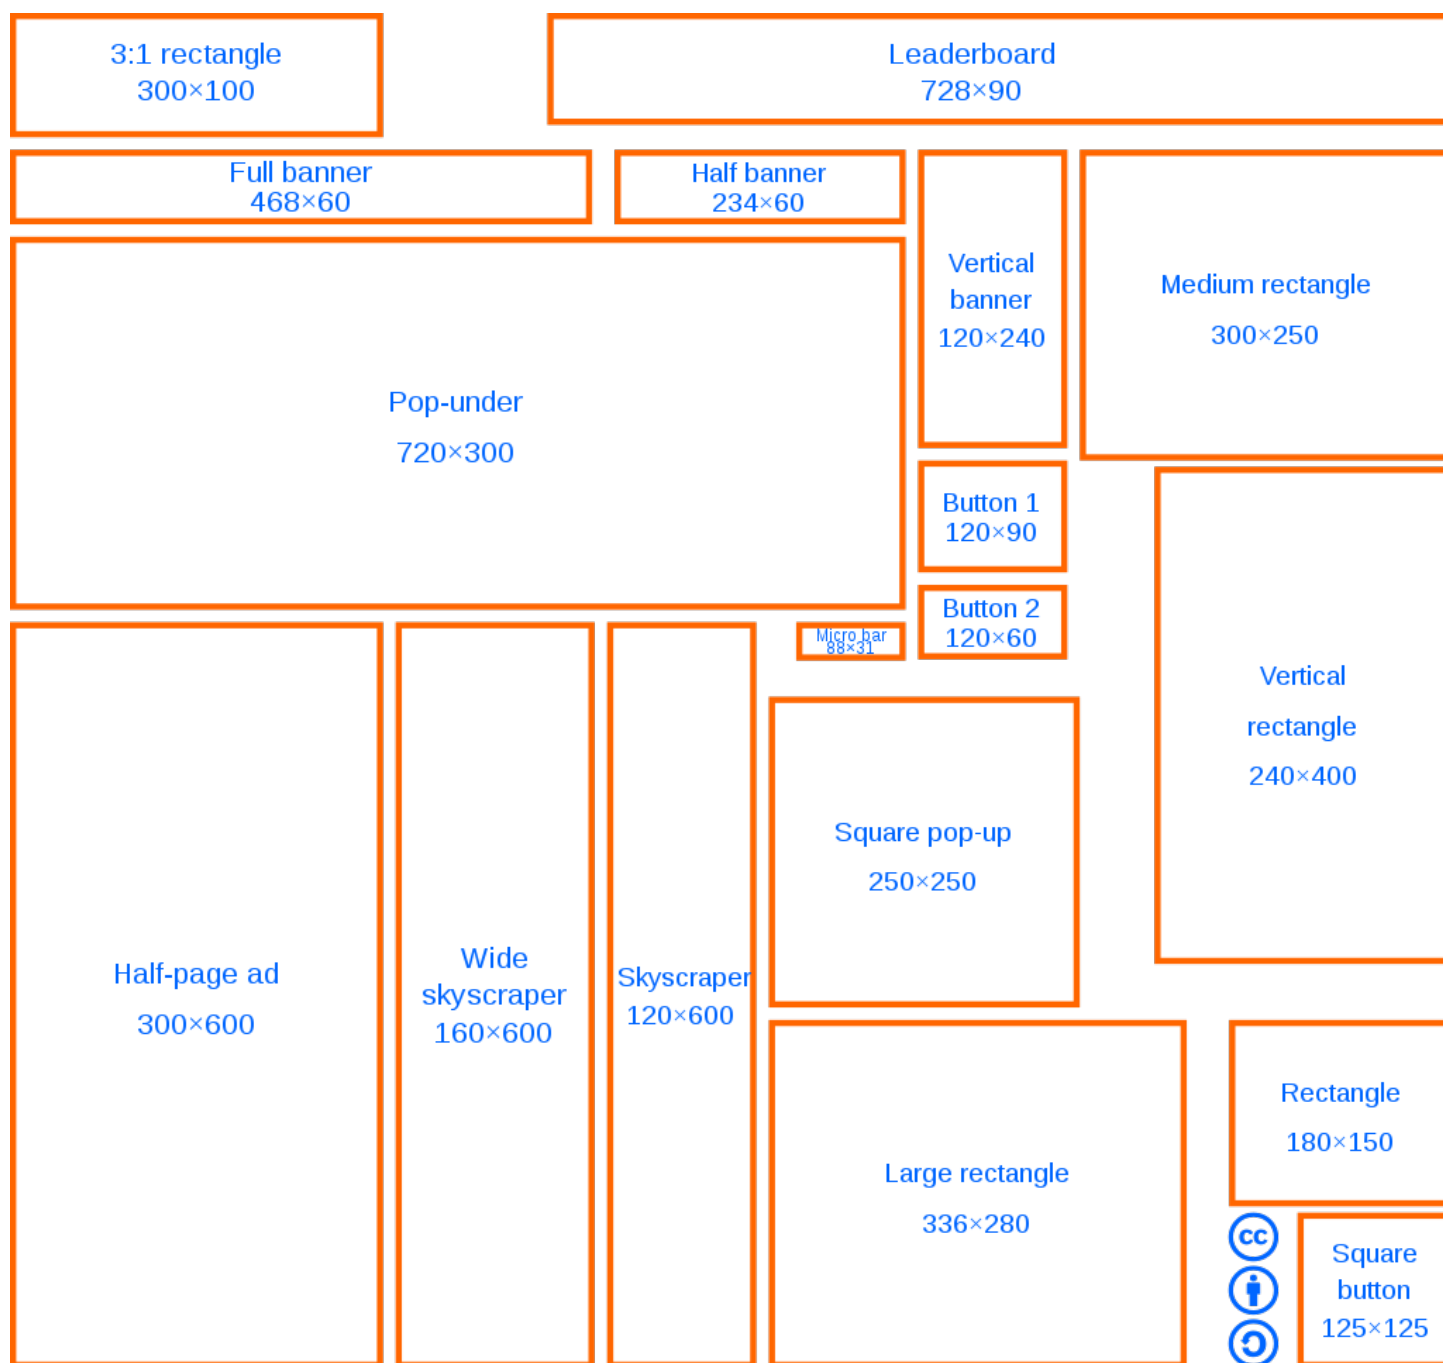 3:1 rectangle
300×100
Leaderboard
728×90
Full banner
468×60
Half banner
234×60
Vertical
banner
120×240
Medium rectangle
300×250
Pop-under
720×300
Button 1
120×90
Button 2
120×60
Micro bar
88×31
Vertical
rectangle
240×400
Square pop-up
250×250
Half-page ad
300×600
Wide
skyscraper
160×600
Skyscraper
120×600
Large rectangle
336×280
Rectangle
180×150
cc
Square
button
125×125